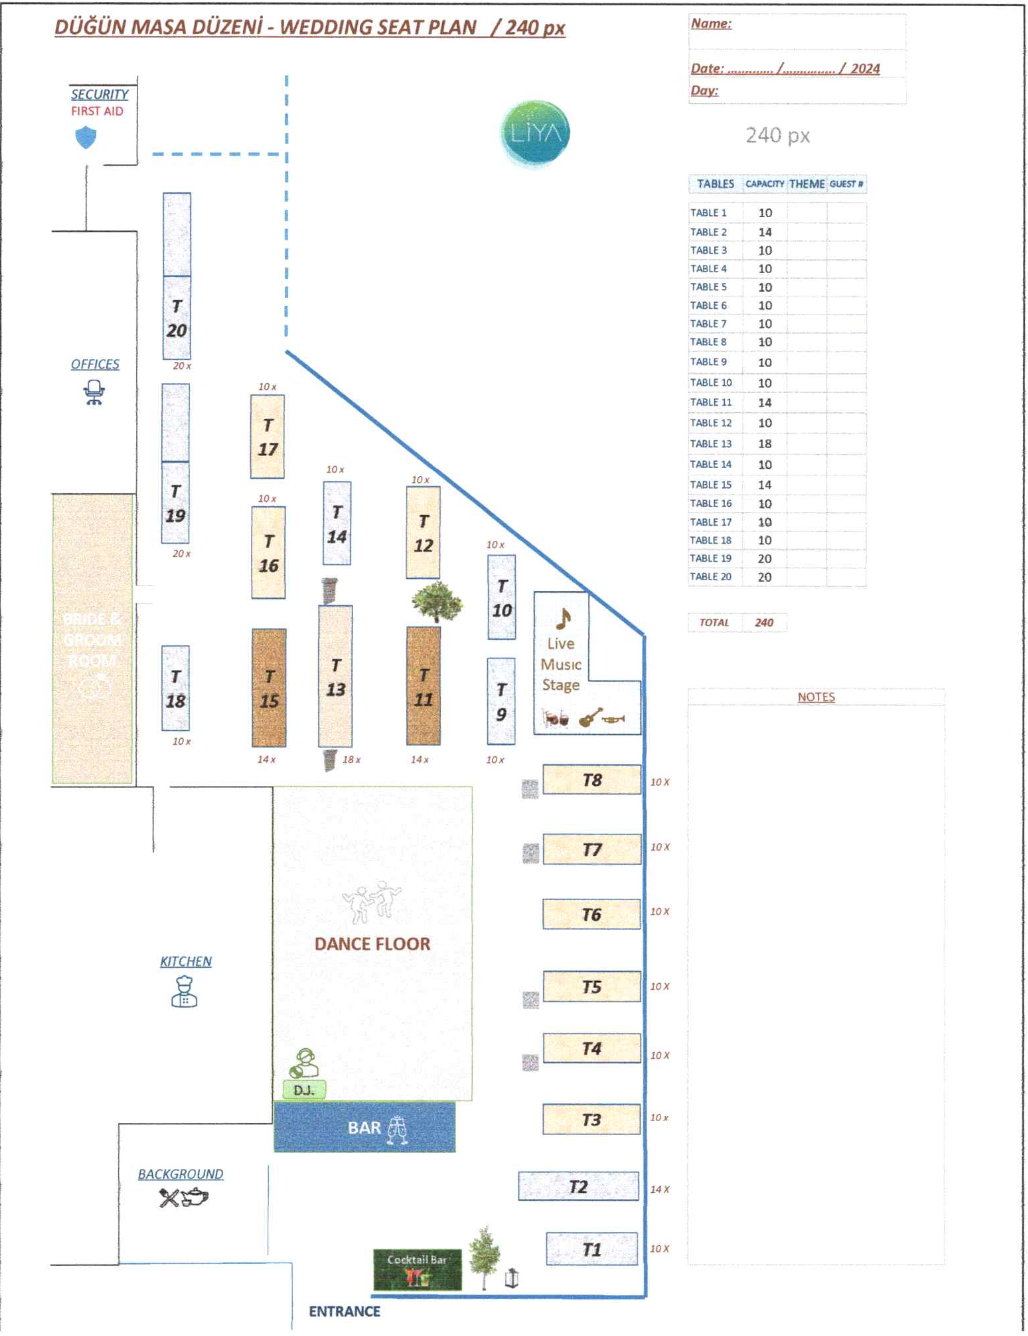 DÜĞÜN MASA DÜZENİ - WEDDING SEAT PLAN / 240 px
Name:
Date: ............. /............... / 2024
Day:
SECURITY
FIRST AID
LİYA
240 px
TABLES CAPACITY THEME GUEST #
TABLE 1 10
TABLE 2 14
TABLE 3 10
TABLE 4 10
TABLE 5 10
TABLE 6 10
TABLE 7 10
TABLE 8 10
TABLE 9 10
TABLE 10 10
TABLE 11 14
TABLE 12 10
TABLE 13 18
TABLE 14 10
TABLE 15 14
TABLE 16 10
TABLE 17 10
TABLE 18 10
TABLE 19 20
TABLE 20 20
TOTAL 240
NOTES
T
20
20 x
OFFICES
T
19
20 x
10 x
T
17
10 x
T
16
10 x
T
14
10 x
T
12
10 x
T
10
BRIDE &
GROOM
ROOM
T
18
10 x
T
15
14 x
T
13
18 x
T
11
14 x
T
9
10 x
Live
Music
Stage
T8
10 X
T7
10 X
T6
10 X
T5
10 X
T4
10 X
T3
10 x
T2
14 X
T1
10 X
DANCE FLOOR
KITCHEN
D.J.
BAR
BACKGROUND
Cocktail Bar
ENTRANCE